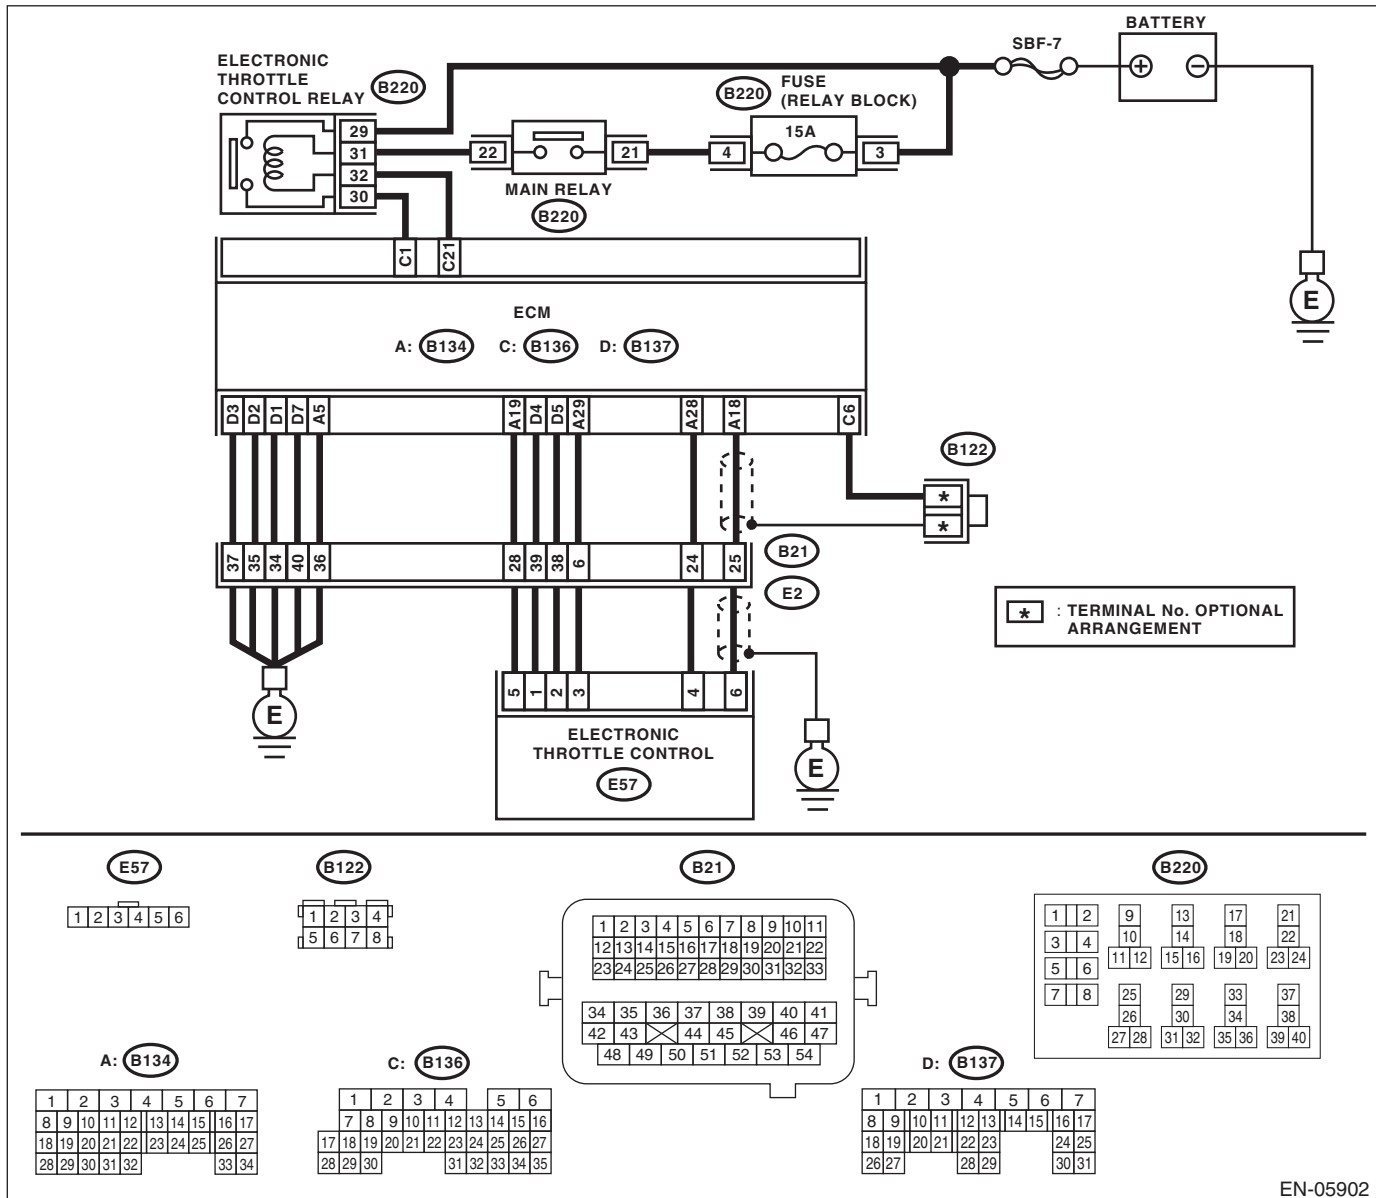 BATTERY
SBF-7
ELECTRONIC
THROTTLE
CONTROL RELAY
B220
B220
FUSE
(RELAY BLOCK)
29
31
32
30
22
21
4
15A
3
MAIN RELAY
B220
E
C1
C21
ECM
A: B134 C: B136 D: B137
D3 D2 D1 D7 A5 A19 D4 D5 A29 A28 A18 C6
B122
*
*
37 35 34 40 36 28 39 38 6 24 25
B21
E2
* : TERMINAL No. OPTIONAL
ARRANGEMENT
5 1 2 3 4 6
E
ELECTRONIC
THROTTLE CONTROL
E57
E
E57
1 2 3 4 5 6
B122
1 2 3 4
5 6 7 8
B21
1 2 3 4 5 6 7 8 9 10 11
12 13 14 15 16 17 18 19 20 21 22
23 24 25 26 27 28 29 30 31 32 33
34 35 36 37 38 39 40 41
42 43 44 45 46 47
48 49 50 51 52 53 54
B220
1 2 9 13 17 21
3 4 10 14 18 22
11 12 15 16 19 20 23 24
5 6
7 8 25 29 33 37
26 30 34 38
27 28 31 32 35 36 39 40
A: B134
1 2 3 4 5 6 7
8 9 10 11 12 13 14 15 16 17
18 19 20 21 22 23 24 25 26 27
28 29 30 31 32 33 34
C: B136
1 2 3 4 5 6
7 8 9 10 11 12 13 14 15 16
17 18 19 20 21 22 23 24 25 26 27
28 29 30 31 32 33 34 35
D: B137
1 2 3 4 5 6 7
8 9 10 11 12 13 14 15 16 17
18 19 20 21 22 23 24 25
26 27 28 29 30 31
EN-05902